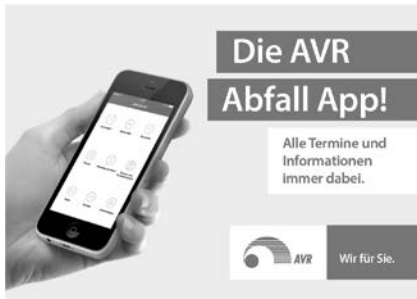 Die AVR
Abfall App!
Alle Termine und
Informationen
immer dabei.
AVR
Wir für Sie.